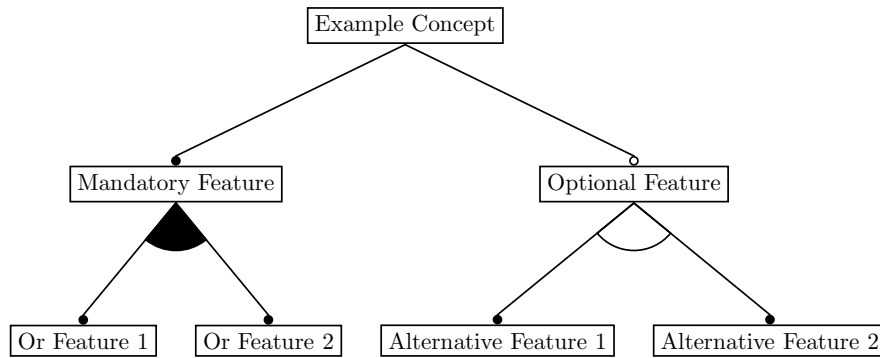 Example Concept
Mandatory Feature
Optional Feature
Or Feature 1
Or Feature 2
Alternative Feature 1
Alternative Feature 2